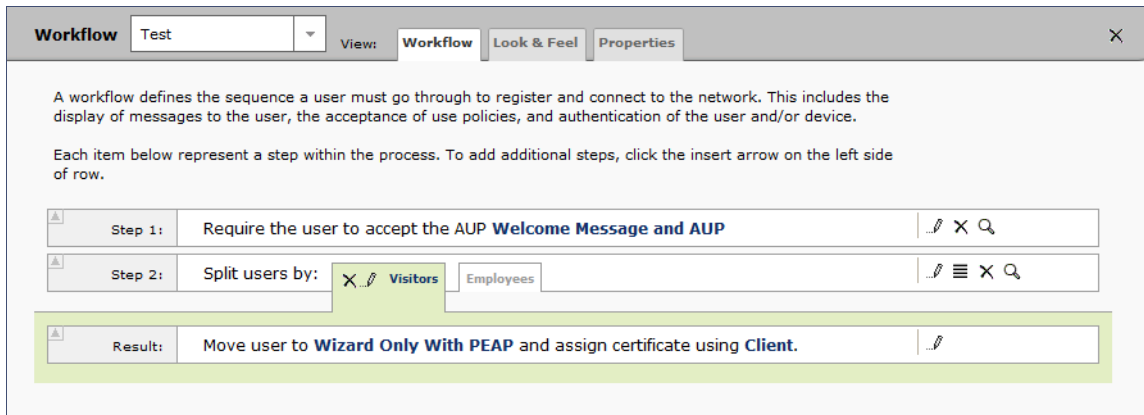 Workflow Test View: Workflow Look & Feel Properties
A workflow defines the sequence a user must go through to register and connect to the network. This includes the
display of messages to the user, the acceptance of use policies, and authentication of the user and/or device.
Each item below represent a step within the process. To add additional steps, click the insert arrow on the left side
of row.
Step 1: Require the user to accept the AUP Welcome Message and AUP
Step 2: Split users by: Visitors Employees
Result: Move user to Wizard Only With PEAP and assign certificate using Client.